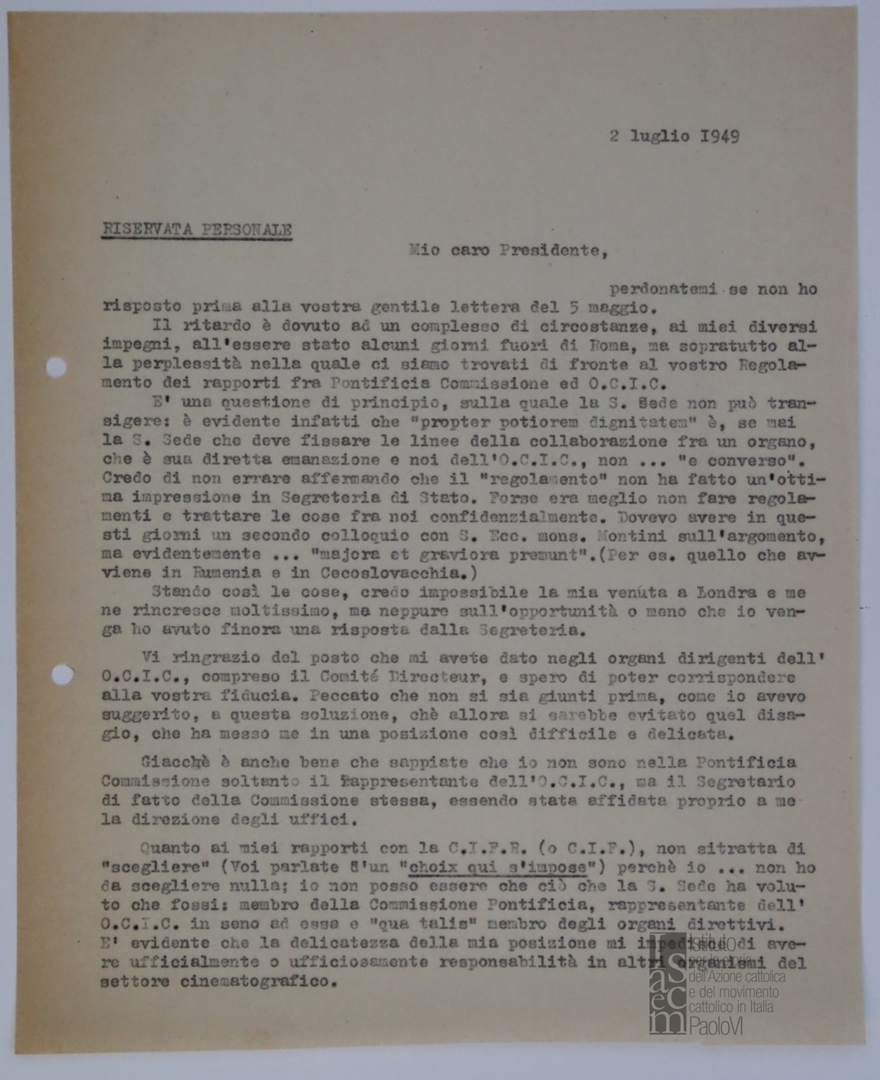 2 luglio I949
RISERVATA PERSONALE
Mio caro Presidente,
perdonatemi se non ho
risposto prima alla vostra gentile lettera del 5 maggio.
Il ritardo è dovuto ad un complesso di circostanze, ai miei diversi
impegni, all'essere stato alcuni giorni fuori di Roma, ma sopratutto al-
la perplessità nella quale ci siamo trovati di fronte al vostro Regola-
mento dei rapporti fra Pontificia Commissione ed O.C.I.C.
E' una questione di principio, sulla quale la S. Sede non può tran-
sigere: è evidente infatti che "propter potiorem dignitatem" è, se mai
la S. Sede che deve fissare le linee della collaborazione fra un organo,
che è sua diretta emanazione e noi dell'O.C.I.C., non ... "e converso".
Credo di non errare affermando che il "regolamento" non ha fatto un'otti-
ma impressione in Segreteria di Stato. Forse era meglio non fare regola-
menti e trattare le cose fra noi confidenzialmente. Dovevo avere in que-
sti giorni un secondo colloquio con S. Ecc. mons. Montini sull'argomento,
ma evidentemente ... "majora et graviora premunt".(Per es. quello che av-
viene in Rumenia e in Cecoslovacchia.)
Stando così le cose, credo impossibile la mia venuta a Londra e me
ne rincresce moltissimo, ma neppure sull'opportunità o meno che io ven-
ga ho avuto finora una risposta dalla Segreteria.
Vi ringrazio del posto che mi avete dato negli organi dirigenti dell'
O.C.I.C., compreso il Comité Directeur, e spero di poter corrispondere
alla vostra fiducia. Peccato che non si sia giunti prima, come io avevo
suggerito, a questa soluzione, chè allora si sarebbe evitato quel disa-
gio, che ha messo me in una posizione così difficile e delicata.
Giacchè è anche bene che sappiate che io non sono nella Pontificia
Commissione soltanto il Rappresentante dell'O.C.I.C., ma il Segretario
di fatto della Commissione stessa, essendo stata affidata proprio a me
la direzione degli uffici.
Quanto ai miei rapporti con la C.I.F.R. (o C.I.F.), non sitratta di
"scegliere" (Voi parlate d'un "choix qui s'impose") perchè io ... non ho
da scegliere nulla; io non posso essere che ciò che la S. Sede ha volu-
to che fossi: membro della Commissione Pontificia, rappresentante dell'
O.C.I.C. in seno ad essa e "qua talis" membro degli organi direttivi.
E' evidente che la delicatezza della mia posizione mi impedisce di ave-
re ufficialmente o ufficiosamente responsabilità in altri organismi del
settore cinematografico.
Isacem
Istituto
per la storia
dell'Azione cattolica
e del movimento
cattolico in Italia
PaoloVI